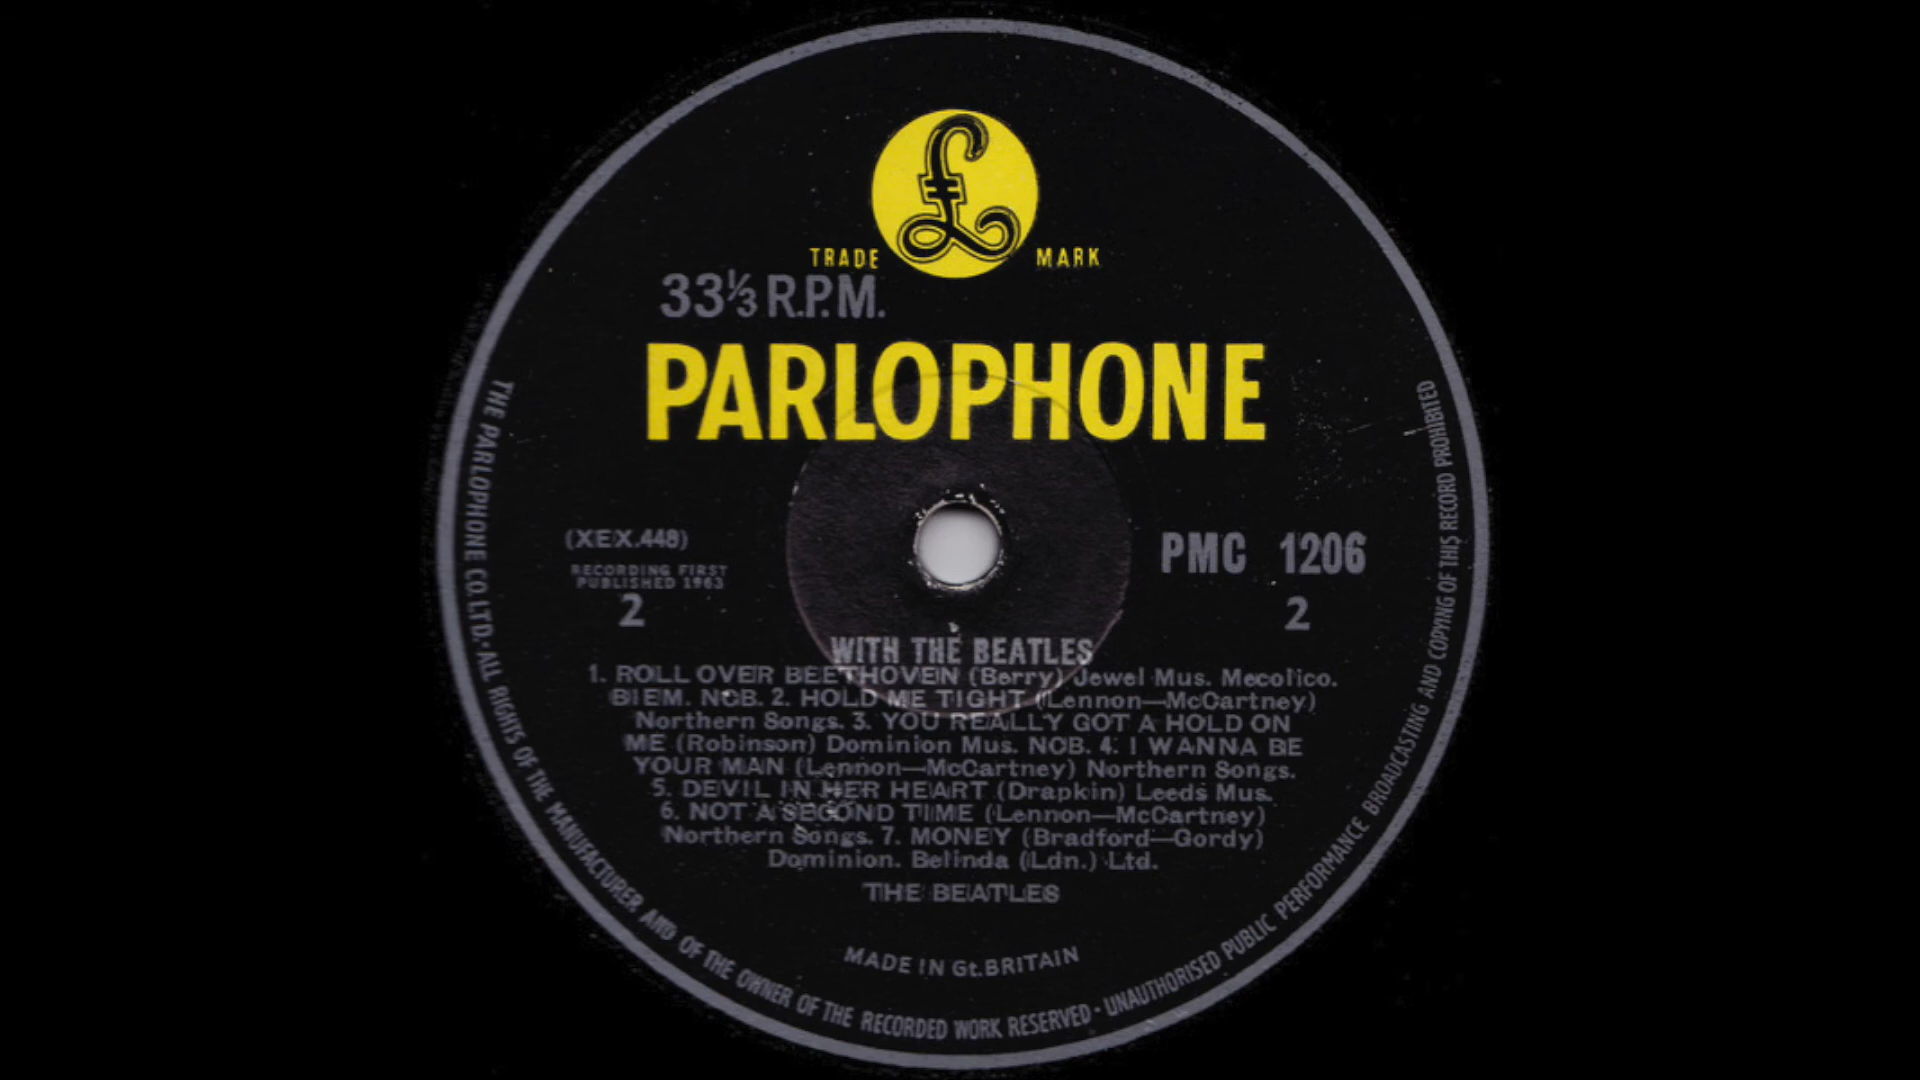 £
TRADE MARK
33⅓ R.P.M.
PARLOPHONE
(XEX.448)
RECORDING FIRST
PUBLISHED 1963
2
PMC 1206
2
WITH THE BEATLES
1. ROLL OVER BEETHOVEN (Berry) Jewel Mus. Mecolico.
BIEM. NCB. 2. HOLD ME TIGHT (Lennon—McCartney)
Northern Songs. 3. YOU REALLY GOT A HOLD ON
ME (Robinson) Dominion Mus. NCB. 4. I WANNA BE
YOUR MAN (Lennon—McCartney) Northern Songs.
5. DEVIL IN HER HEART (Drapkin) Leeds Mus.
6. NOT A SECOND TIME (Lennon—McCartney)
Northern Songs. 7. MONEY (Bradford—Gordy)
Dominion. Belinda (Ldn.) Ltd.
THE BEATLES
MADE IN Gt. BRITAIN
THE PARLOPHONE CO. LTD. · ALL RIGHTS OF THE MANUFACTURER AND OF THE OWNER OF THE RECORDED WORK RESERVED · UNAUTHORISED PUBLIC PERFORMANCE BROADCASTING AND COPYING OF THIS RECORD PROHIBITED